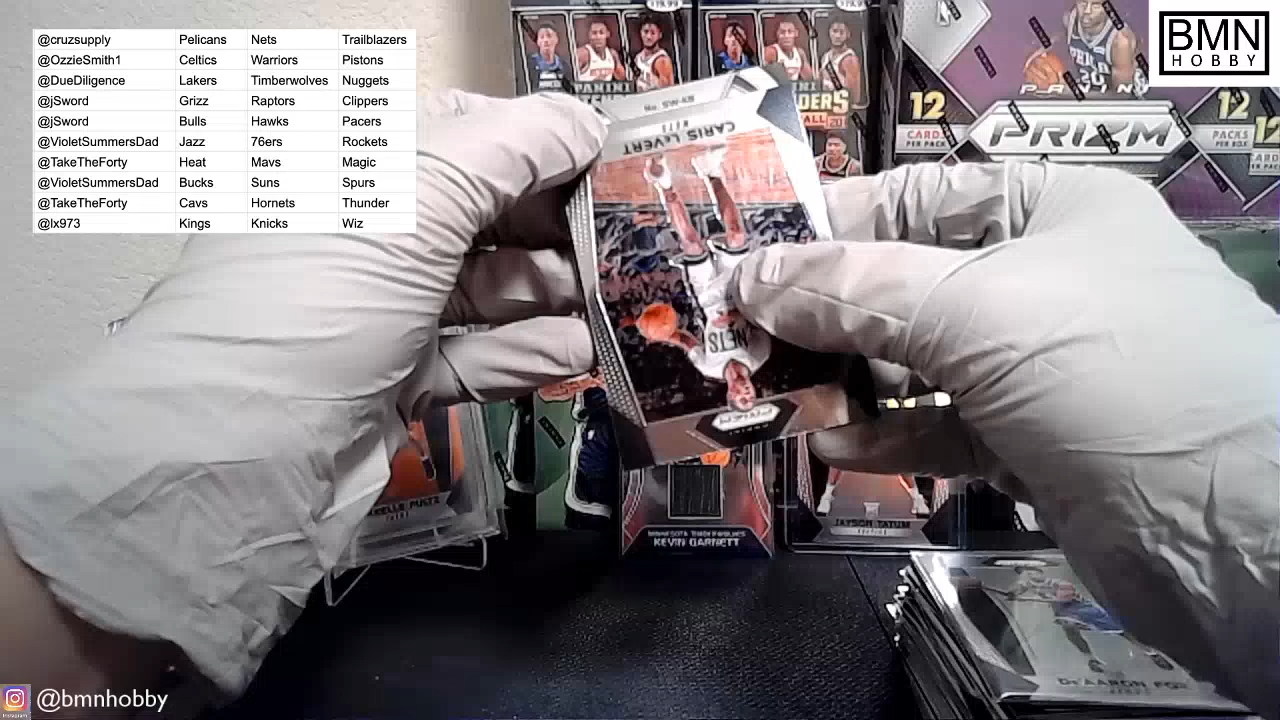 @cruzsupply Pelicans Nets Trailblazers
@OzzieSmith1 Celtics Warriors Pistons
@DueDiligence Lakers Timberwolves Nuggets
@jSword Grizz Raptors Clippers
@jSword Bulls Hawks Pacers
@VioletSummersDad Jazz 76ers Rockets
@TakeTheForty Heat Mavs Magic
@VioletSummersDad Bucks Suns Spurs
@TakeTheForty Cavs Hornets Thunder
@lx973 Kings Knicks Wiz
BMN
HOBBY
PANINI
PRIZM
12
CARDS
PER PACK
12
PACKS
PER BOX
CARIS LEVERT
NETS
NETS
PRIZM
KEVIN GARNETT
JAYSON TATUM
DE'AARON FOX
@bmnhobby